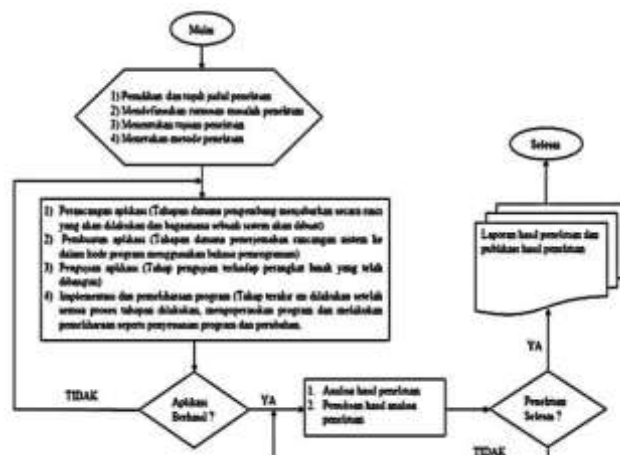 Mulai
1) Pemilihan dan topik judul penelitian
2) Mendefinisikan rumusan masalah penelitian
3) Menentukan tujuan penelitian
4) Menentukan metode penelitian
1) Perancangan aplikasi (Tahapan dimana pengembang menjabarkan secara rinci
yang akan dilakukan dan bagaimana sebuah sistem akan dibuat)
2) Pembuatan aplikasi (Tahapan dimana penerjemahan rancangan sistem ke
dalam kode program menggunakan bahasa pemrograman)
3) Pengujian aplikasi (Tahap pengujian terhadap perangkat lunak yang telah
dibangun)
4) Implementasi dan pemeliharaan program (Tahap terakhir ini dilakukan setelah
semua proses tahapan dilakukan, mengoperasikan program dan melakukan
pemeliharaan seperti penyesuaian program dan perubahan.
Aplikasi
Berhasil ?
TIDAK
YA
1. Analisa hasil penelitian
2. Penulisan hasil analisa
penelitian
Penelitian
Selesai ?
TIDAK
YA
Laporan hasil penelitian dan
publikasi hasil penelitian
Selesai